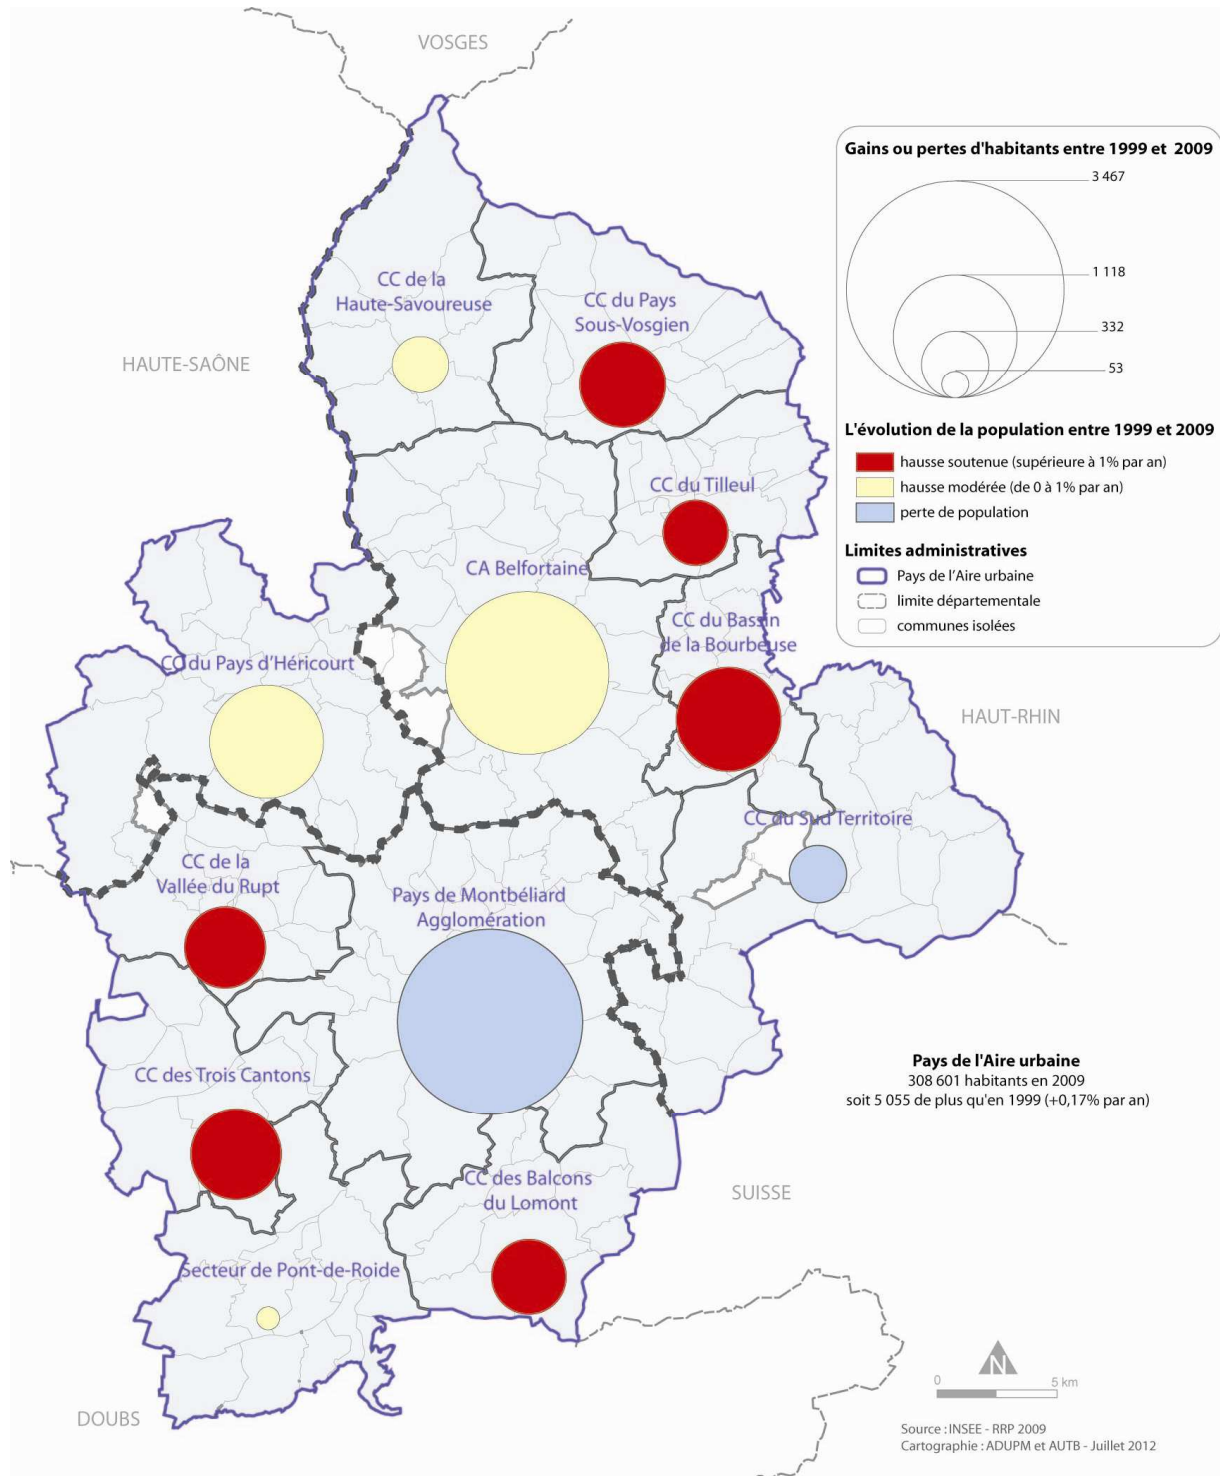 VOSGES
Gains ou pertes d'habitants entre 1999 et 2009
3 467
1 118
332
53
L'évolution de la population entre 1999 et 2009
hausse soutenue (supérieure à 1% par an)
hausse modérée (de 0 à 1% par an)
perte de population
Limites administratives
Pays de l'Aire urbaine
limite départementale
communes isolées
CC de la
Haute-Savoureuse
CC du Pays
Sous-Vosgien
HAUTE-SAÔNE
CC du Tilleul
CA Belfortaine
CC du Bassin
de la Bourbeuse
CC du Pays d'Héricourt
HAUT-RHIN
CC du Sud Territoire
CC de la
Vallée du Rupt
Pays de Montbéliard
Agglomération
CC des Trois Cantons
Pays de l'Aire urbaine
308 601 habitants en 2009
soit 5 055 de plus qu'en 1999 (+0,17% par an)
CC des Balcons
du Lomont
SUISSE
Secteur de Pont-de-Roide
DOUBS
N
0
5 km
Source : INSEE - RRP 2009
Cartographie : ADUPM et AUTB - Juillet 2012